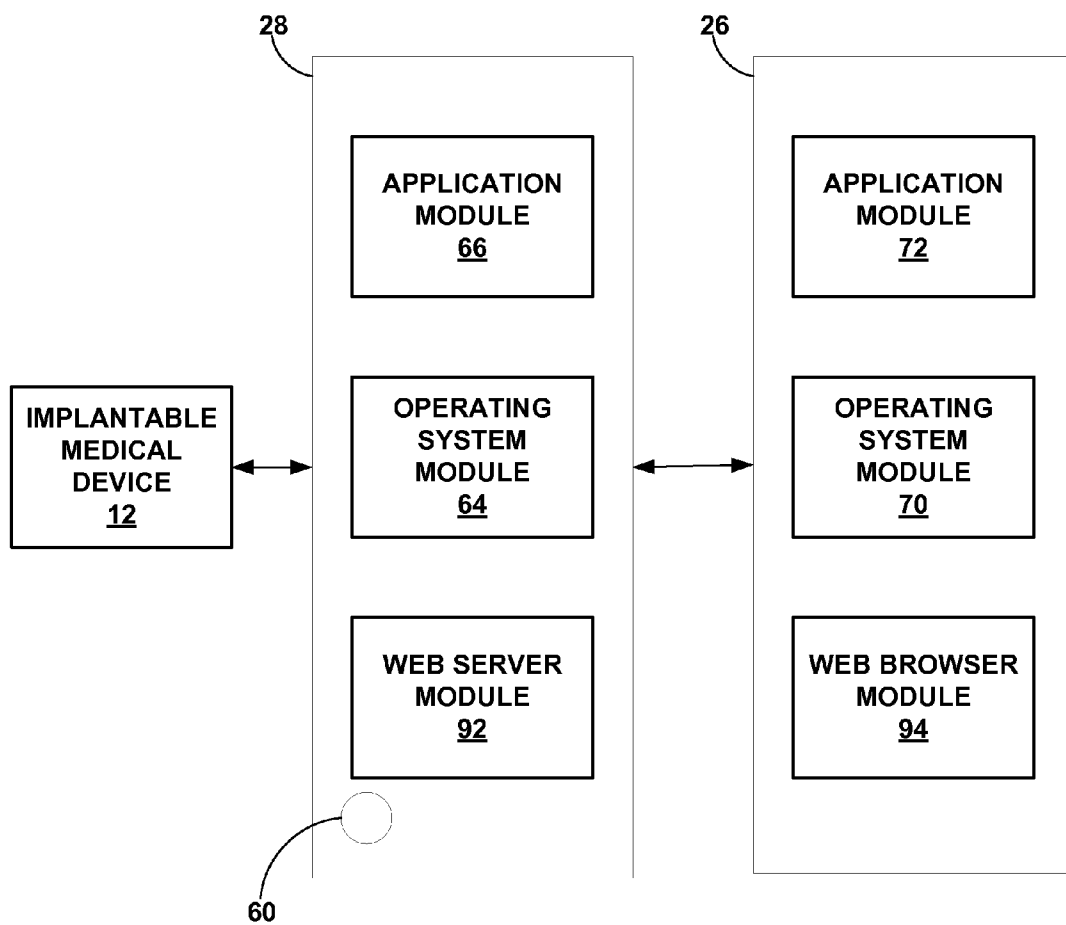 28
26
APPLICATION
MODULE
66
APPLICATION
MODULE
72
IMPLANTABLE
MEDICAL
DEVICE
12
OPERATING
SYSTEM
MODULE
64
OPERATING
SYSTEM
MODULE
70
WEB SERVER
MODULE
92
WEB BROWSER
MODULE
94
60